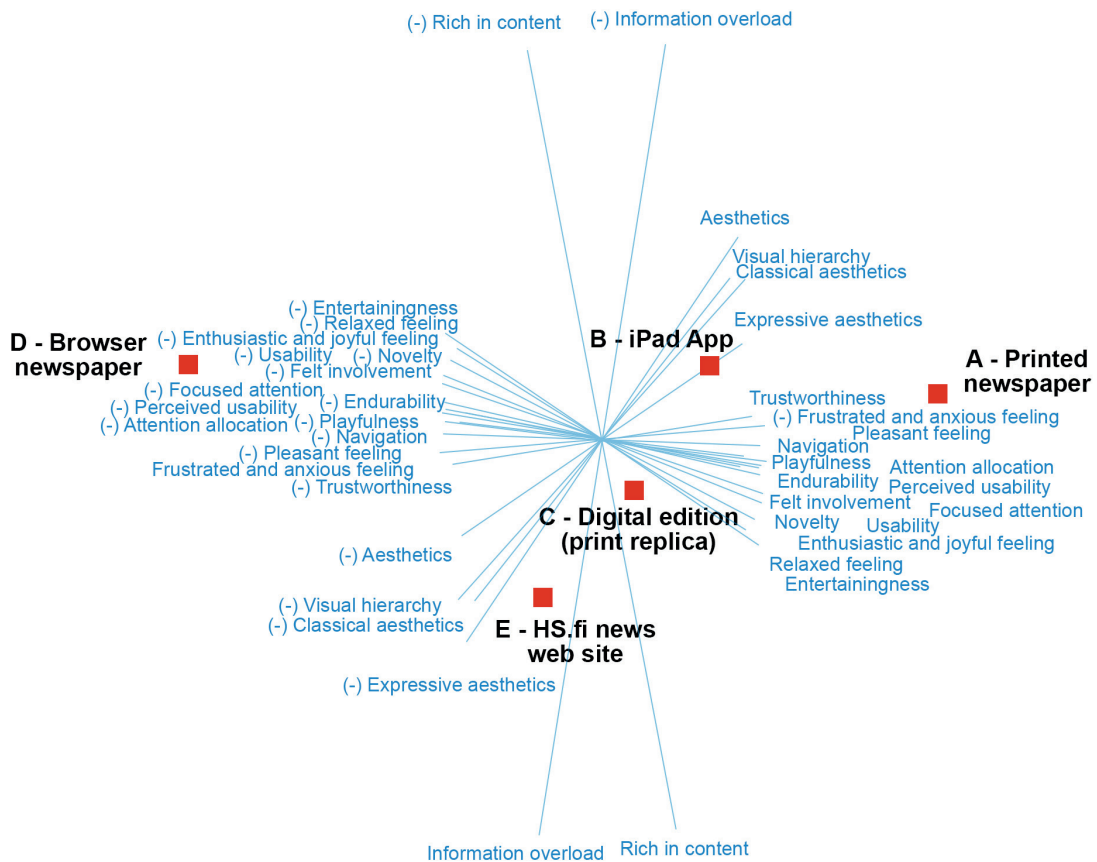 (-) Rich in content
(-) Information overload
Aesthetics
Visual hierarchy
Classical aesthetics
Expressive aesthetics
B - iPad App
A - Printed
newspaper
(-) Entertainingness
(-) Relaxed feeling
(-) Enthusiastic and joyful feeling
(-) Usability
(-) Novelty
(-) Felt involvement
D - Browser
newspaper
(-) Focused attention
(-) Endurability
(-) Perceived usability
(-) Playfulness
(-) Attention allocation
(-) Navigation
(-) Pleasant feeling
Frustrated and anxious feeling
(-) Trustworthiness
Trustworthiness
(-) Frustrated and anxious feeling
Pleasant feeling
Navigation
Playfulness
Attention allocation
Endurability
Perceived usability
Felt involvement
Focused attention
Novelty
Usability
Enthusiastic and joyful feeling
Relaxed feeling
Entertainingness
C - Digital edition
(print replica)
(-) Aesthetics
(-) Visual hierarchy
(-) Classical aesthetics
E - HS.fi news
web site
(-) Expressive aesthetics
Information overload
Rich in content